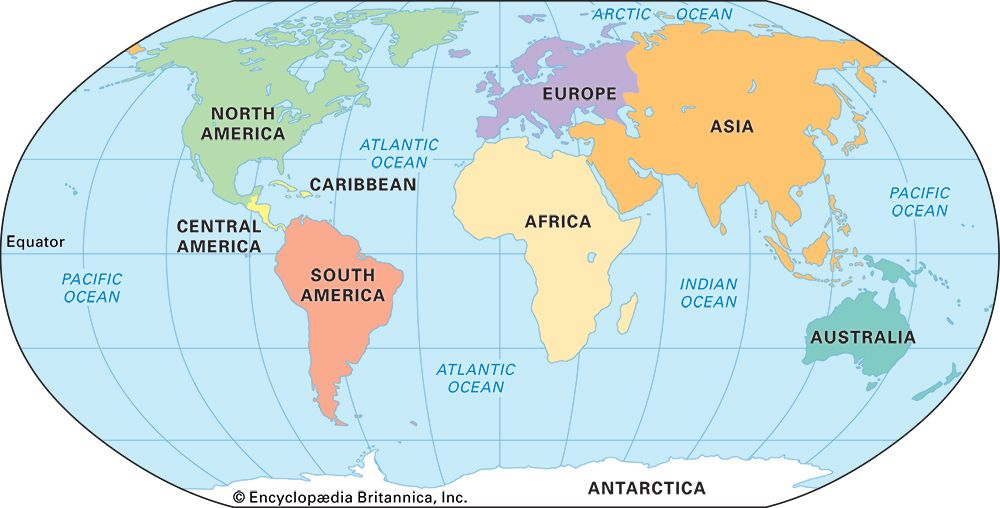 ARCTIC OCEAN
EUROPE
NORTH
AMERICA
ASIA
ATLANTIC
OCEAN
CARIBBEAN
PACIFIC
OCEAN
AFRICA
CENTRAL
AMERICA
Equator
SOUTH
AMERICA
PACIFIC
OCEAN
INDIAN
OCEAN
AUSTRALIA
ATLANTIC
OCEAN
ANTARCTICA
© Encyclopædia Britannica, Inc.